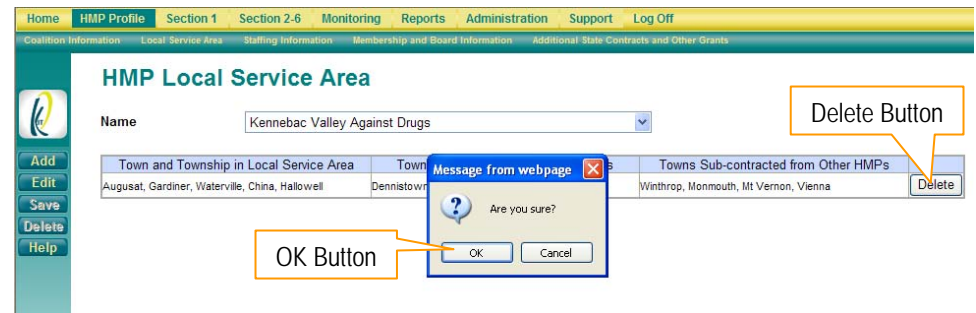 Home HMP Profile Section 1 Section 2-6 Monitoring Reports Administration Support Log Off
Coalition Information Local Service Area Staffing Information Membership and Board Information Additional State Contracts and Other Grants
HMP Local Service Area
Name Kennebac Valley Against Drugs
Delete Button
Add
Edit
Save
Delete
Help
Town and Township in Local Service Area Town Towns Sub-contracted from Other HMPs
Augusat, Gardiner, Waterville, China, Hallowell Dennistown Winthrop, Monmouth, Mt Vernon, Vienna Delete
Message from webpage
Are you sure?
OK Cancel
OK Button